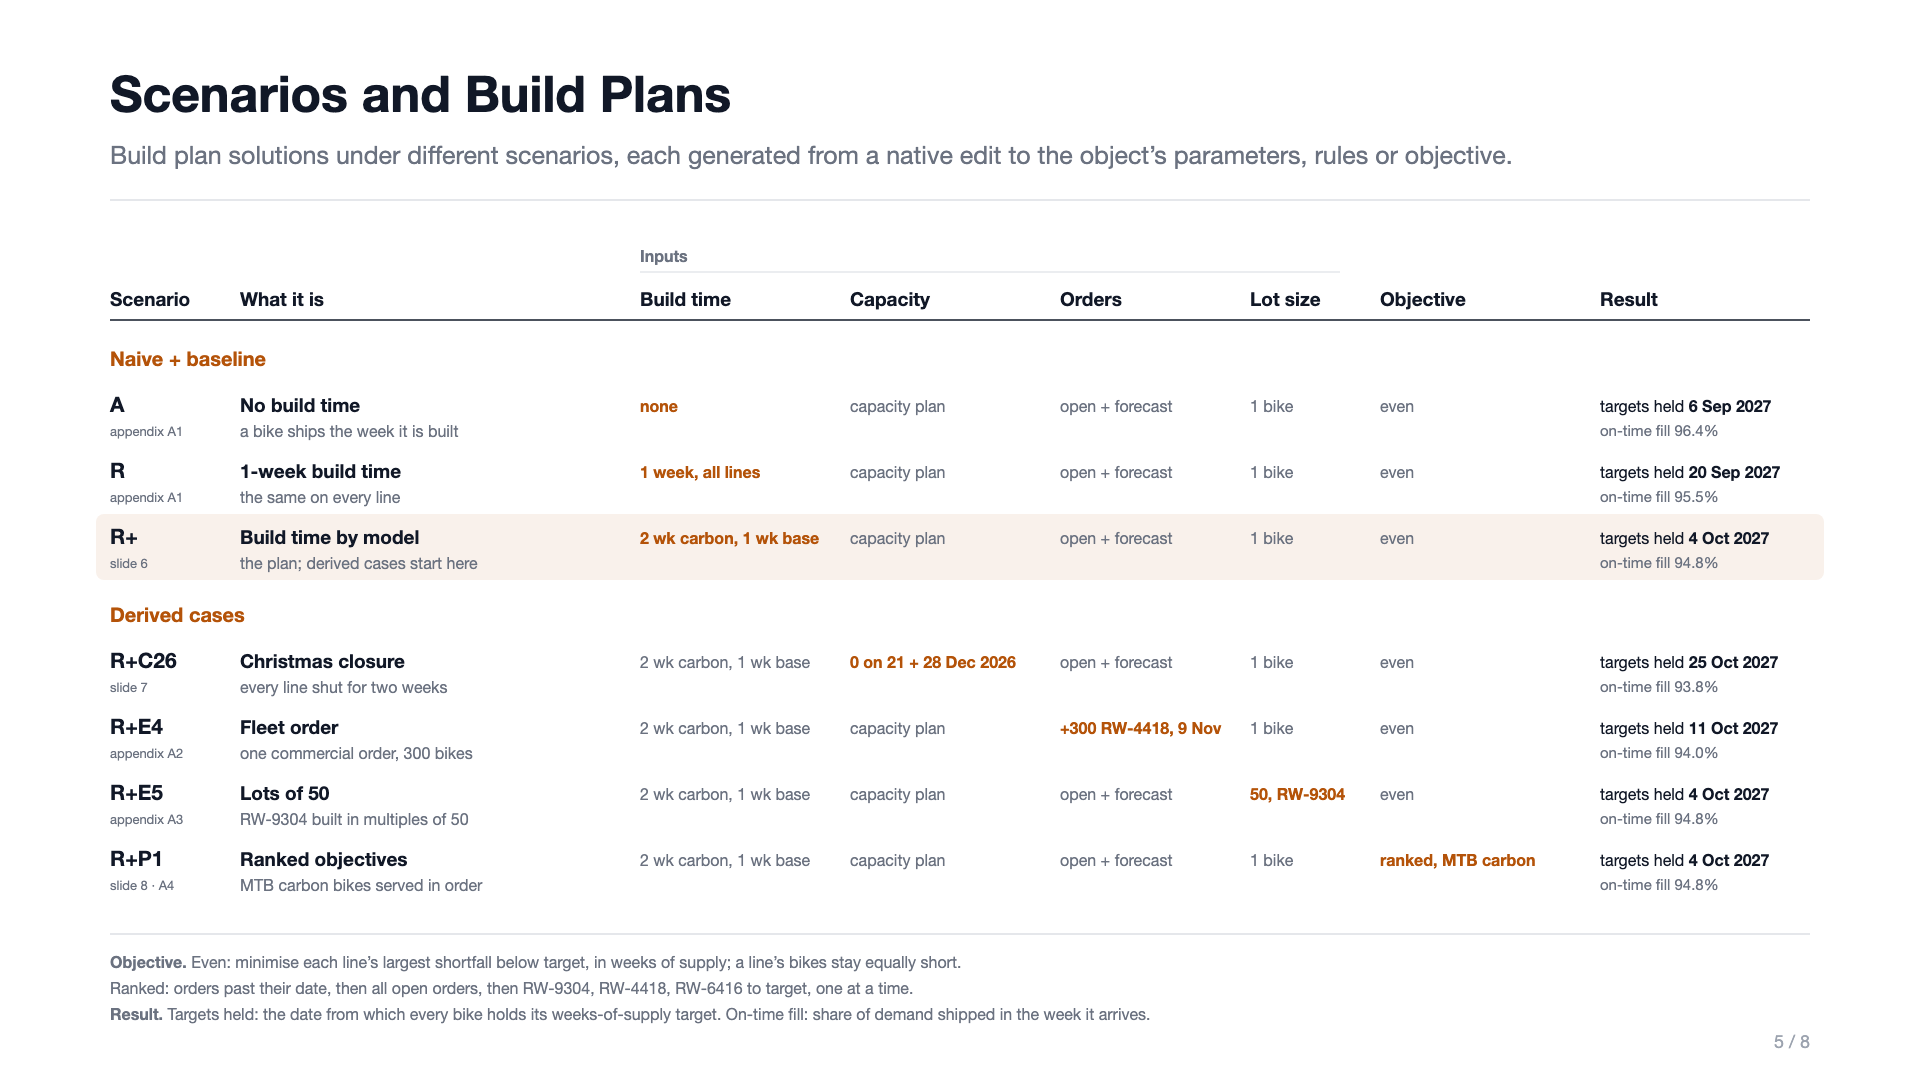 Scenarios and Build Plans
Build plan solutions under different scenarios, each generated from a native edit to the object’s parameters, rules or objective.
Inputs
Scenario What it is Build time Capacity Orders Lot size Objective Result
Naive + baseline
A No build time none capacity plan open + forecast 1 bike even targets held 6 Sep 2027
appendix A1 a bike ships the week it is built on-time fill 96.4%
R 1-week build time 1 week, all lines capacity plan open + forecast 1 bike even targets held 20 Sep 2027
appendix A1 the same on every line on-time fill 95.5%
R+ Build time by model 2 wk carbon, 1 wk base capacity plan open + forecast 1 bike even targets held 4 Oct 2027
slide 6 the plan; derived cases start here on-time fill 94.8%
Derived cases
R+C26 Christmas closure 2 wk carbon, 1 wk base 0 on 21 + 28 Dec 2026 open + forecast 1 bike even targets held 25 Oct 2027
slide 7 every line shut for two weeks on-time fill 93.8%
R+E4 Fleet order 2 wk carbon, 1 wk base capacity plan +300 RW-4418, 9 Nov 1 bike even targets held 11 Oct 2027
appendix A2 one commercial order, 300 bikes on-time fill 94.0%
R+E5 Lots of 50 2 wk carbon, 1 wk base capacity plan open + forecast 50, RW-9304 even targets held 4 Oct 2027
appendix A3 RW-9304 built in multiples of 50 on-time fill 94.8%
R+P1 Ranked objectives 2 wk carbon, 1 wk base capacity plan open + forecast 1 bike ranked, MTB carbon targets held 4 Oct 2027
slide 8 · A4 MTB carbon bikes served in order on-time fill 94.8%
Objective. Even: minimise each line’s largest shortfall below target, in weeks of supply; a line’s bikes stay equally short.
Ranked: orders past their date, then all open orders, then RW-9304, RW-4418, RW-6416 to target, one at a time.
Result. Targets held: the date from which every bike holds its weeks-of-supply target. On-time fill: share of demand shipped in the week it arrives.
5 / 8